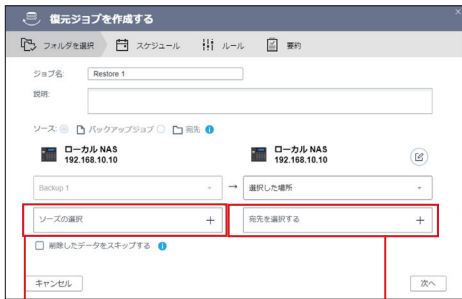 復元ジョブを作成する
フォルダを選択 スケジュール ルール 要約
ジョブ名: Restore 1
説明:
ソース: バックアップジョブ 宛先
ローカル NAS ローカル NAS
192.168.10.10 192.168.10.10
Backup 1 → 選択した場所
ソースの選択 + 宛先を選択する +
削除したデータをスキップする
キャンセル 次へ